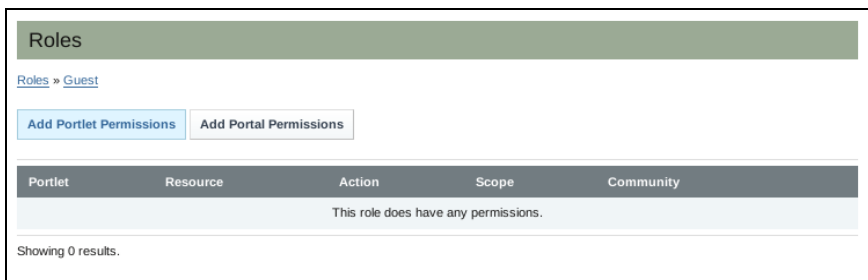 Roles
Roles » Guest
Add Portlet Permissions Add Portal Permissions
Portlet Resource Action Scope Community
This role does have any permissions.
Showing 0 results.